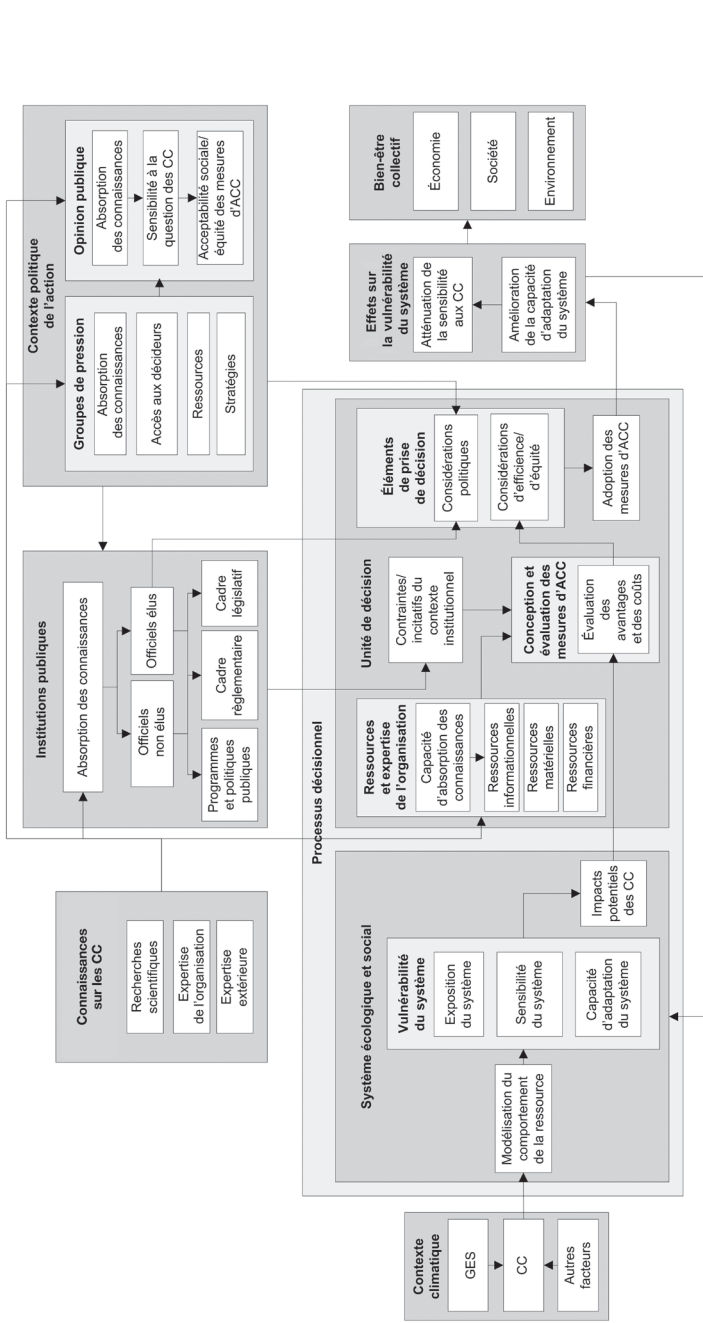 Connaissances
sur les CC
Recherches
scientifiques
Expertise
de l'organisation
Expertise
extérieure
Institutions publiques
Absorption des connaissances
Officiels
non élus
Officiels élus
Programmes
et politiques
publiques
Cadre
règlementaire
Cadre
législatif
Contexte politique
de l'action
Groupes de pression
Absorption
des connaissances
Accès aux décideurs
Ressources
Stratégies
Opinion publique
Absorption
des connaissances
Sensibilité à la
question des CC
Acceptabilité sociale/
équité des mesures
d'ACC
Contexte
climatique
GES
CC
Autres
facteurs
Processus décisionnel
Système écologique et social
Modélisation du
comportement
de la ressource
Vulnérabilité
du système
Exposition
du système
Sensibilité
du système
Capacité
d'adaptation
du système
Impacts
potentiels
des CC
Unité de décision
Ressources
et expertise
de l'organisation
Capacité
d'absorption des
connaissances
Ressources
informationnelles
Ressources
matérielles
Ressources
financières
Contraintes/
incitatifs du
contexte
institutionnel
Conception et
évaluation des
mesures d'ACC
Évaluation
des
avantages
et des coûts
Éléments
de prise
de décision
Considérations
politiques
Considérations
d'efficience/
d'équité
Adoption des
mesures d'ACC
Effets sur
la vulnérabilité
du système
Atténuation de
la sensibilité
aux CC
Amélioration
de la capacité
d'adaptation
du système
Bien-être
collectif
Économie
Société
Environnement